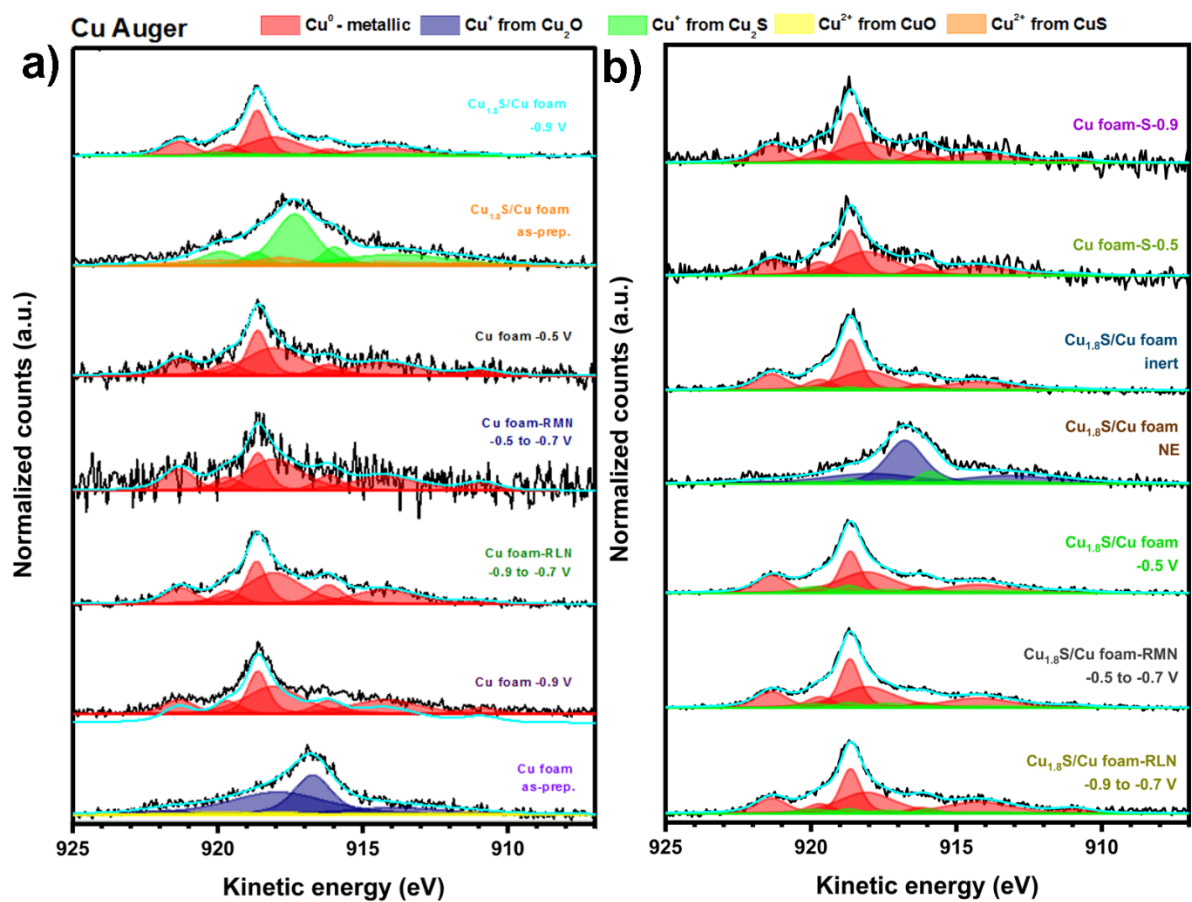 Cu Auger
Cu⁰ - metallic
Cu⁺ from Cu₂O
Cu⁺ from Cu₂S
Cu²⁺ from CuO
Cu²⁺ from CuS
a)
Normalized counts (a.u.)
Cu₁.₈S/Cu foam
-0.9 V
Cu₁.₈S/Cu foam
as-prep.
Cu foam -0.5 V
Cu foam-RMN
-0.5 to -0.7 V
Cu foam-RLN
-0.9 to -0.7 V
Cu foam -0.9 V
Cu foam
as-prep.
925 920 915 910
Kinetic energy (eV)
b)
Normalized counts (a.u.)
Cu foam-S-0.9
Cu foam-S-0.5
Cu₁.₈S/Cu foam
inert
Cu₁.₈S/Cu foam
NE
Cu₁.₈S/Cu foam
-0.5 V
Cu₁.₈S/Cu foam-RMN
-0.5 to -0.7 V
Cu₁.₈S/Cu foam-RLN
-0.9 to -0.7 V
925 920 915 910
Kinetic energy (eV)